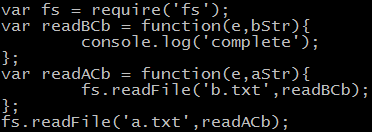 var fs = require('fs');
var readBCb = function(e,bStr){
        console.log('complete');
};
var readACb = function(e,aStr){
        fs.readFile('b.txt',readBCb);
};
fs.readFile('a.txt',readACb);